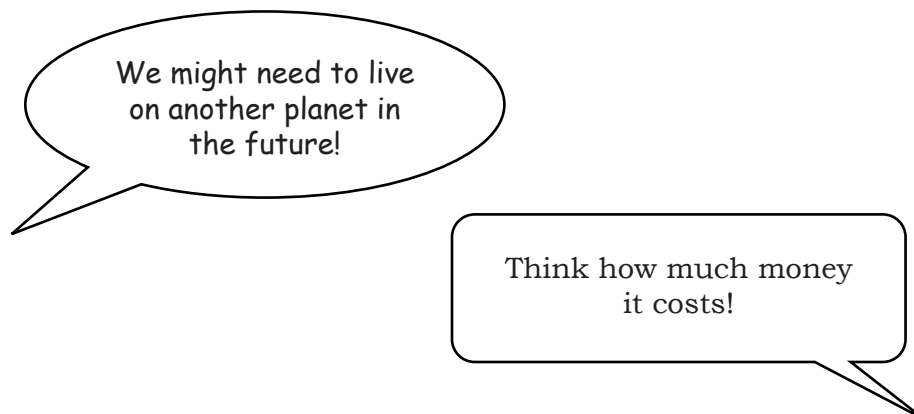 We might need to live
on another planet in
the future!
Think how much money
it costs!